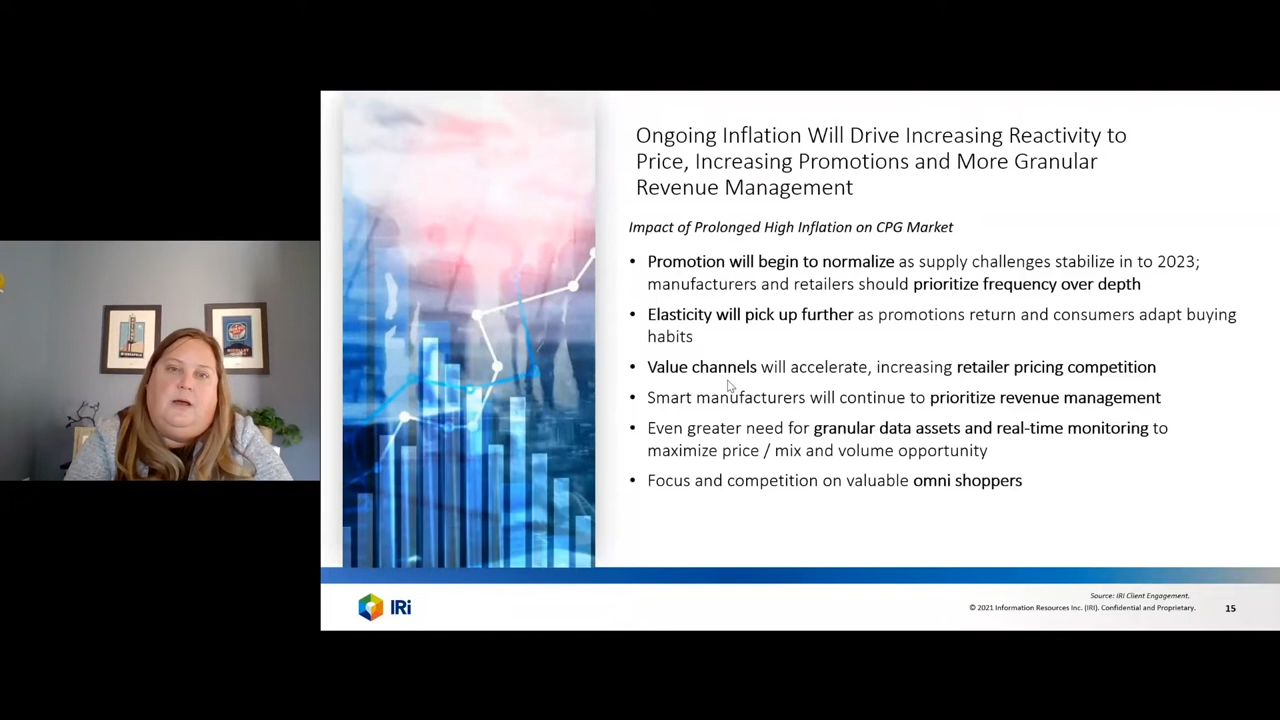 Ongoing Inflation Will Drive Increasing Reactivity to
Price, Increasing Promotions and More Granular
Revenue Management
Impact of Prolonged High Inflation on CPG Market
• Promotion will begin to normalize as supply challenges stabilize in to 2023;
manufacturers and retailers should prioritize frequency over depth
• Elasticity will pick up further as promotions return and consumers adapt buying
habits
• Value channels will accelerate, increasing retailer pricing competition
• Smart manufacturers will continue to prioritize revenue management
• Even greater need for granular data assets and real-time monitoring to
maximize price / mix and volume opportunity
• Focus and competition on valuable omni shoppers
IRi
Source: IRI Client Engagement.
© 2021 Information Resources Inc. (IRI). Confidential and Proprietary.
15